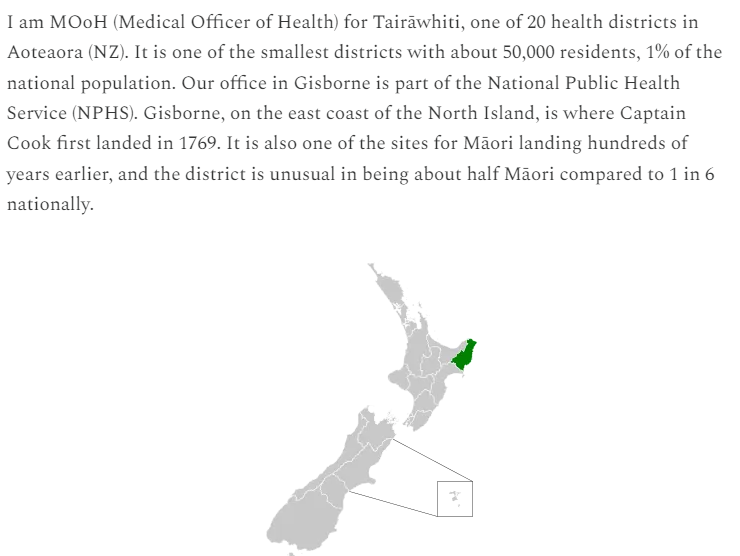 I am MOoH (Medical Officer of Health) for Tairāwhiti, one of 20 health districts in
Aoteaora (NZ). It is one of the smallest districts with about 50,000 residents, 1% of the
national population. Our office in Gisborne is part of the National Public Health
Service (NPHS). Gisborne, on the east coast of the North Island, is where Captain
Cook first landed in 1769. It is also one of the sites for Māori landing hundreds of
years earlier, and the district is unusual in being about half Māori compared to 1 in 6
nationally.